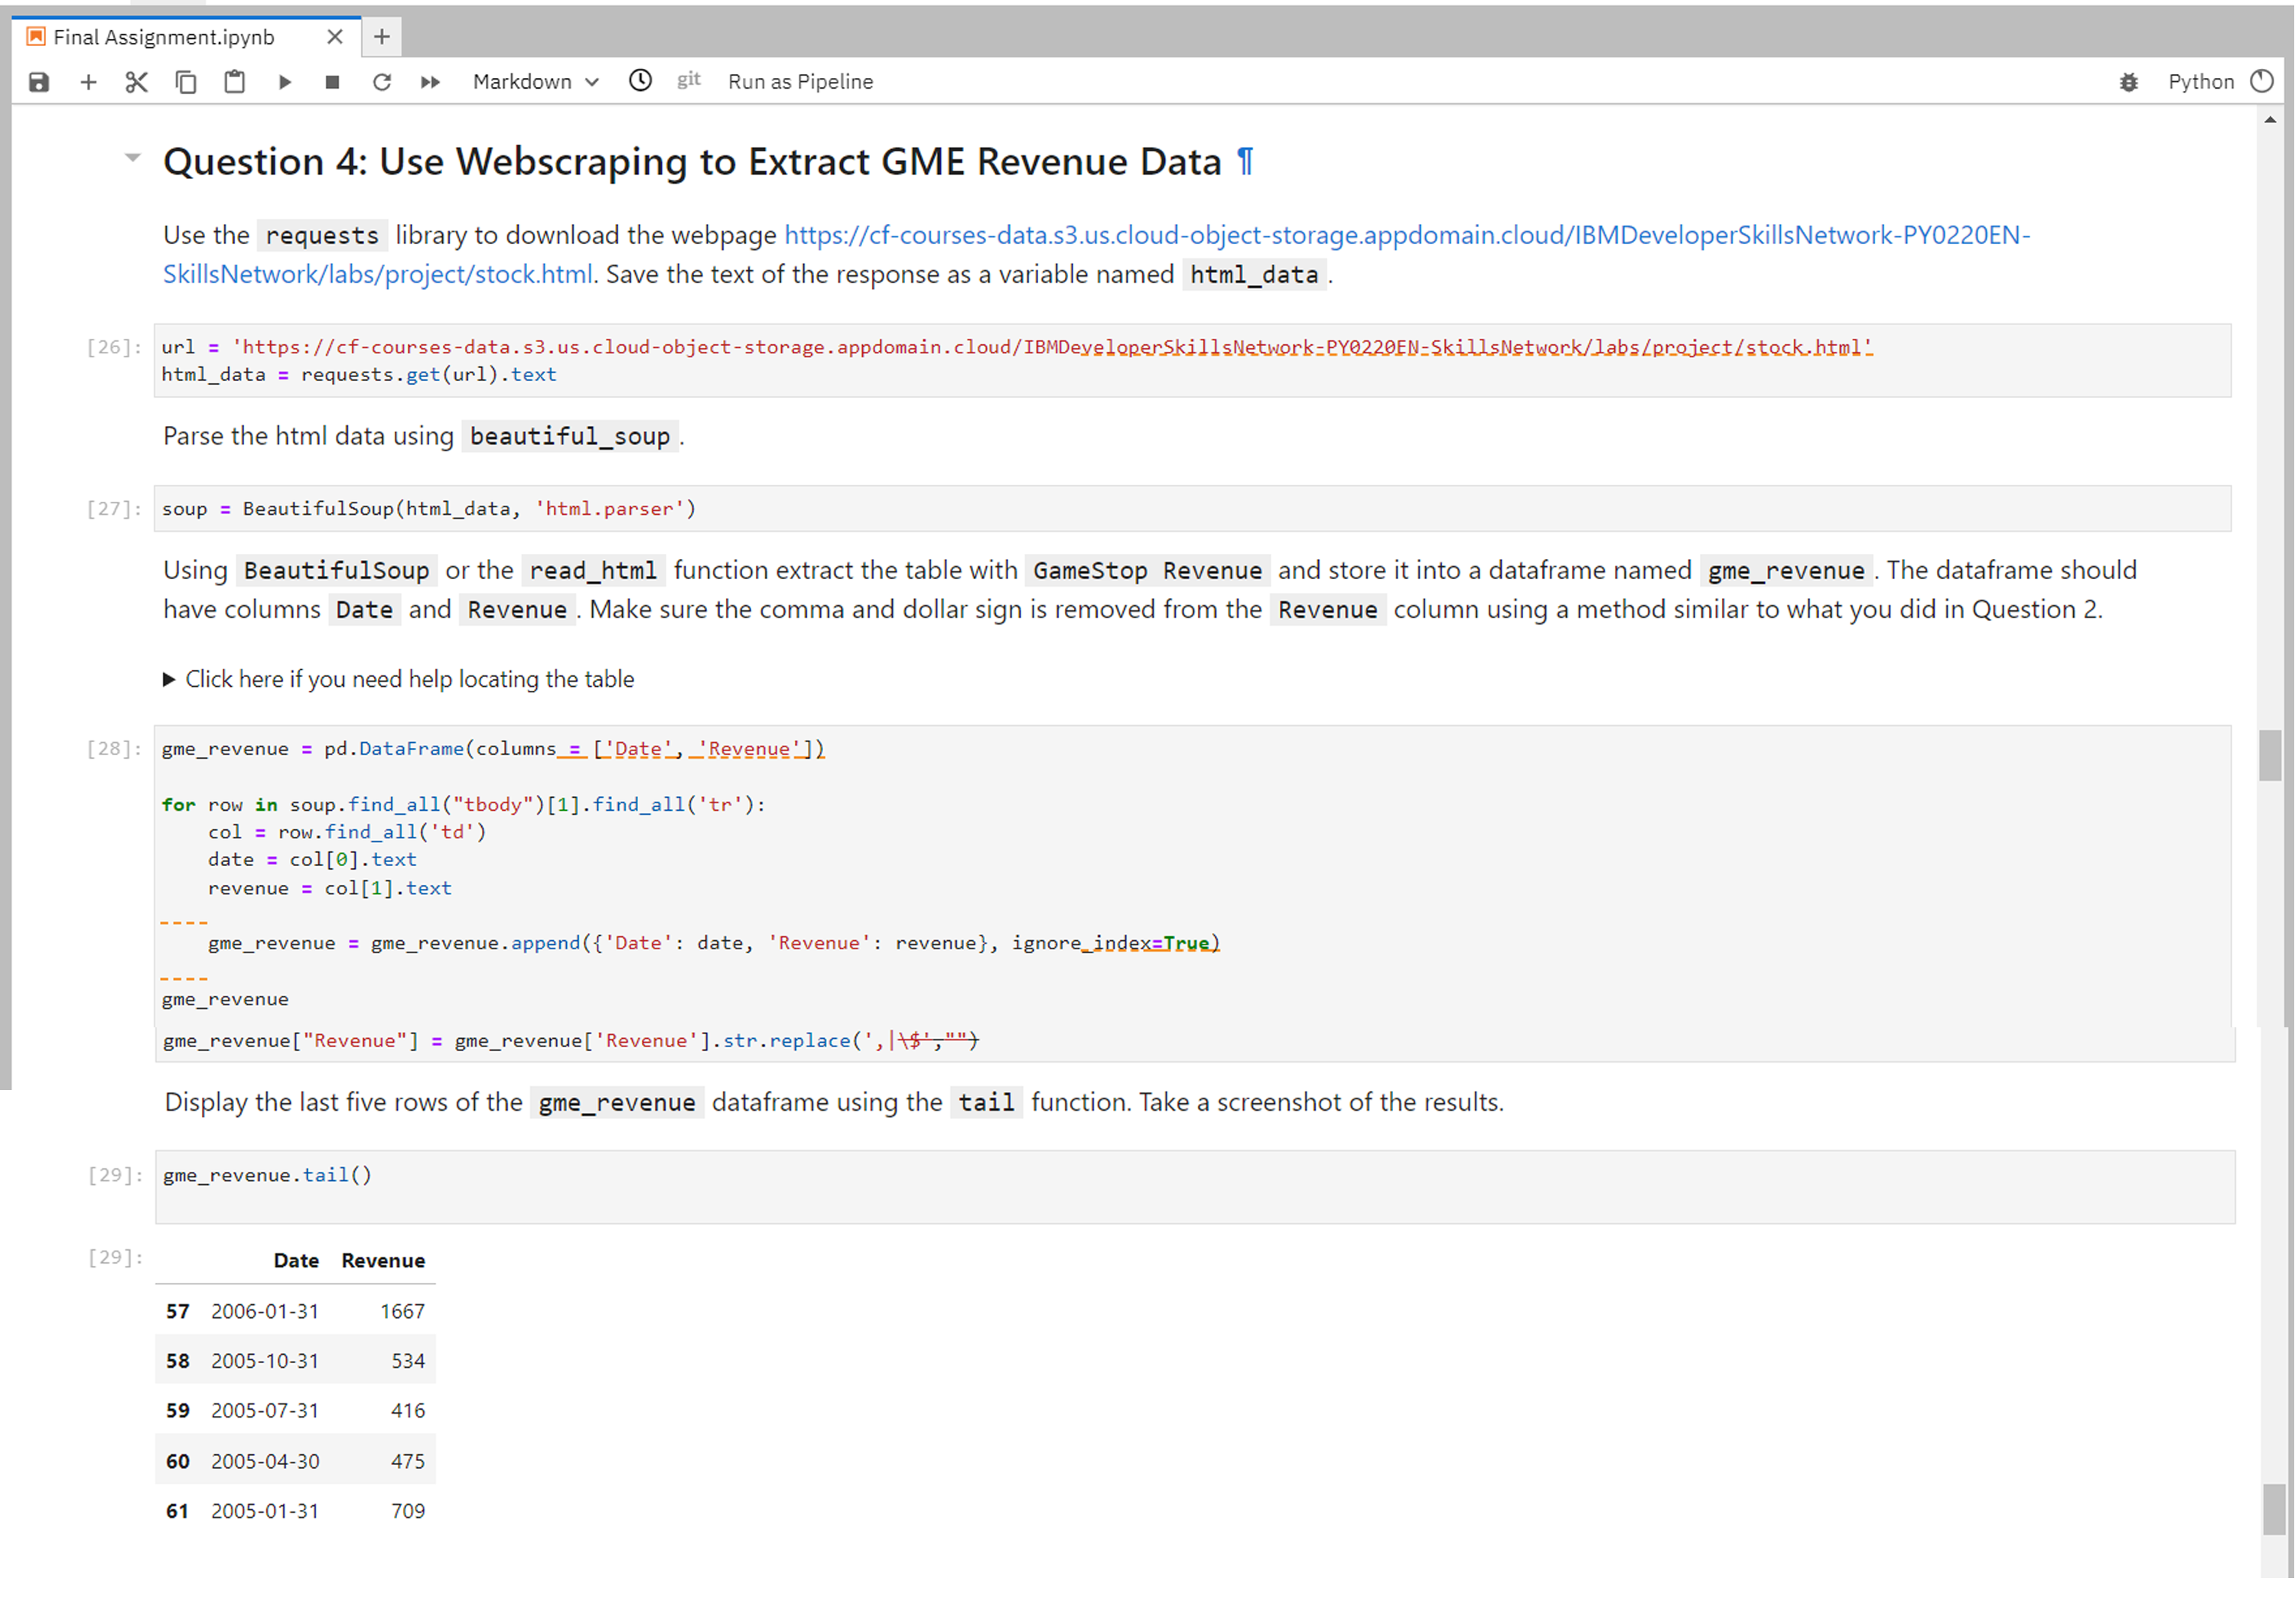 Final Assignment.ipynb
Markdown
git
Run as Pipeline
Python
Question 4: Use Webscraping to Extract GME Revenue Data ¶
Use the requests library to download the webpage https://cf-courses-data.s3.us.cloud-object-storage.appdomain.cloud/IBMDeveloperSkillsNetwork-PY0220EN-
SkillsNetwork/labs/project/stock.html. Save the text of the response as a variable named html_data.
[26]: url = 'https://cf-courses-data.s3.us.cloud-object-storage.appdomain.cloud/IBMDeveloperSkillsNetwork-PY0220EN-SkillsNetwork/labs/project/stock.html'
html_data = requests.get(url).text
Parse the html data using beautiful_soup.
[27]: soup = BeautifulSoup(html_data, 'html.parser')
Using BeautifulSoup or the read_html function extract the table with GameStop Revenue and store it into a dataframe named gme_revenue. The dataframe should
have columns Date and Revenue. Make sure the comma and dollar sign is removed from the Revenue column using a method similar to what you did in Question 2.
Click here if you need help locating the table
[28]: gme_revenue = pd.DataFrame(columns = ['Date', 'Revenue'])
for row in soup.find_all("tbody")[1].find_all('tr'):
    col = row.find_all('td')
    date = col[0].text
    revenue = col[1].text
    gme_revenue = gme_revenue.append({'Date': date, 'Revenue': revenue}, ignore_index=True)
gme_revenue
gme_revenue["Revenue"] = gme_revenue['Revenue'].str.replace(',|\$',"")
Display the last five rows of the gme_revenue dataframe using the tail function. Take a screenshot of the results.
[29]: gme_revenue.tail()
[29]: Date Revenue
57 2006-01-31 1667
58 2005-10-31 534
59 2005-07-31 416
60 2005-04-30 475
61 2005-01-31 709